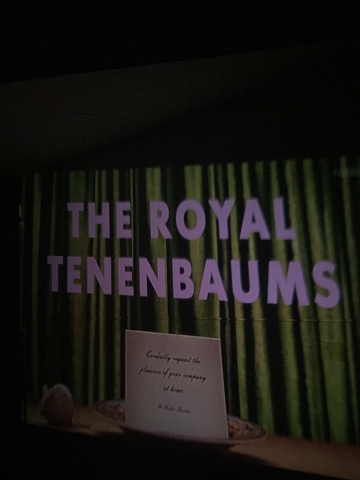 THE ROYAL
TENENBAUMS
Cordially request the
pleasure of your company
at home